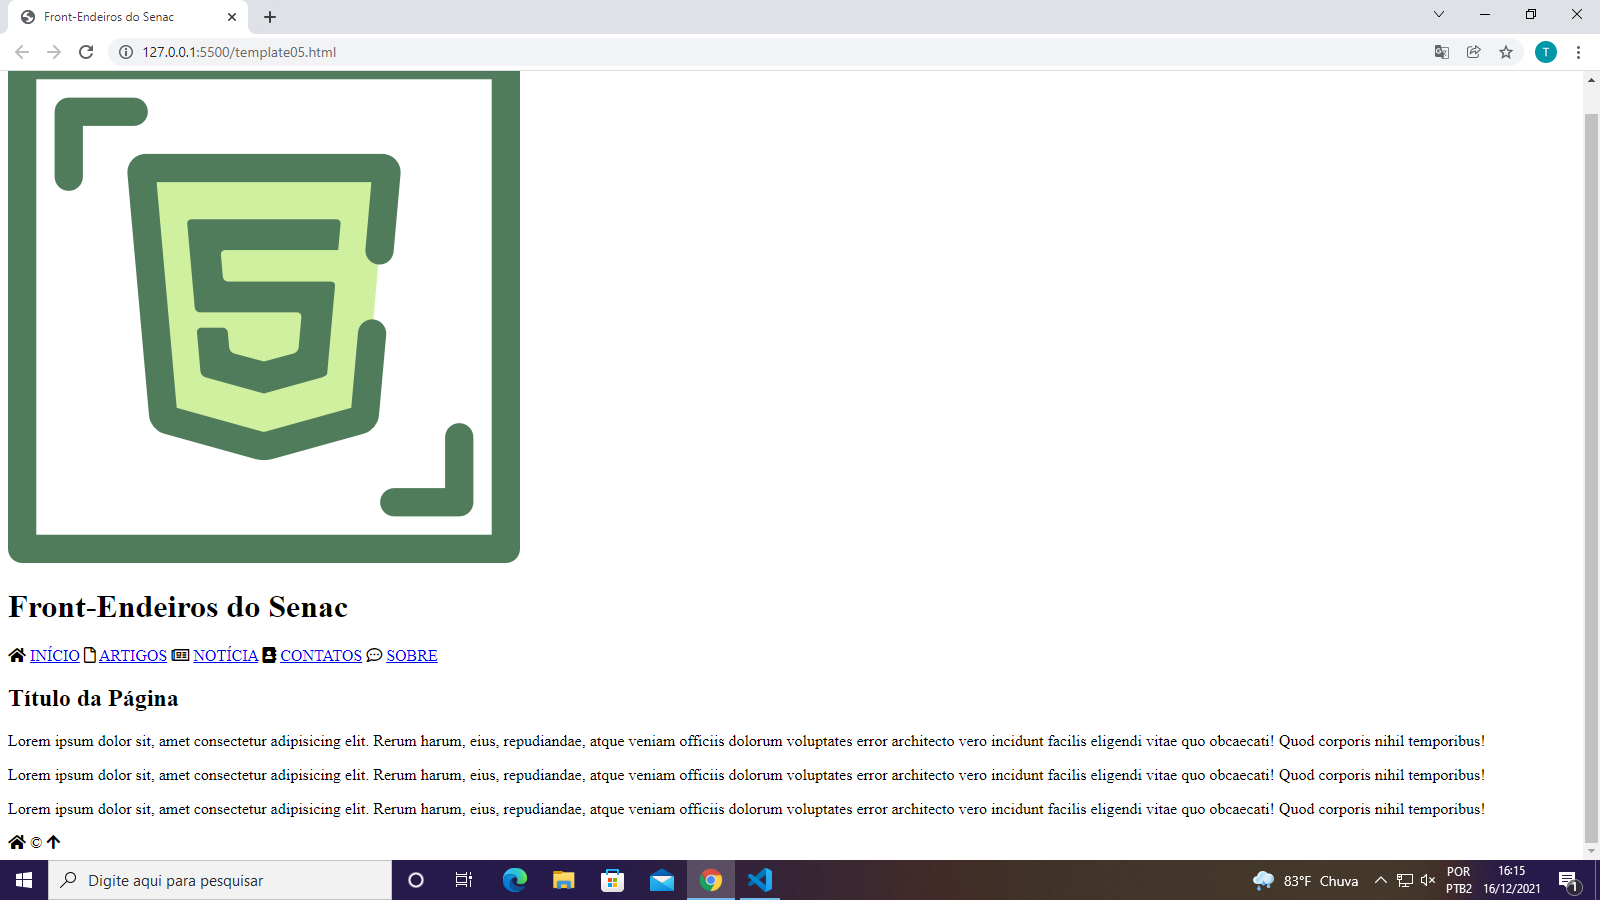 Front-Endeiros do Senac
127.0.0.1:5500/template05.html
T
5
Front-Endeiros do Senac
INÍCIO ARTIGOS NOTÍCIA CONTATOS SOBRE
Título da Página
Lorem ipsum dolor sit, amet consectetur adipisicing elit. Rerum harum, eius, repudiandae, atque veniam officiis dolorum voluptates error architecto vero incidunt facilis eligendi vitae quo obcaecati! Quod corporis nihil temporibus!
Lorem ipsum dolor sit, amet consectetur adipisicing elit. Rerum harum, eius, repudiandae, atque veniam officiis dolorum voluptates error architecto vero incidunt facilis eligendi vitae quo obcaecati! Quod corporis nihil temporibus!
Lorem ipsum dolor sit, amet consectetur adipisicing elit. Rerum harum, eius, repudiandae, atque veniam officiis dolorum voluptates error architecto vero incidunt facilis eligendi vitae quo obcaecati! Quod corporis nihil temporibus!
©
Digite aqui para pesquisar
83°F Chuva
POR
PTB2
16:15
16/12/2021
1